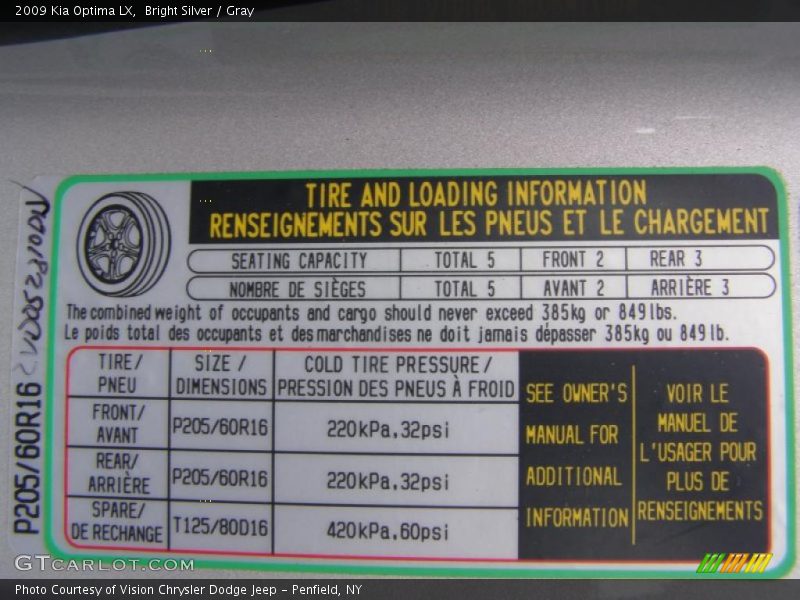 2009 Kia Optima LX,  Bright Silver / Gray
TIRE AND LOADING INFORMATION
RENSEIGNEMENTS SUR LES PNEUS ET LE CHARGEMENT
SEATING CAPACITY TOTAL 5 FRONT 2 REAR 3
NOMBRE DE SIÈGES TOTAL 5 AVANT 2 ARRIÈRE 3
The combined weight of occupants and cargo should never exceed 385kg or 849 lbs.
Le poids total des occupants et des marchandises ne doit jamais dépasser 385kg ou 849 lb.
TIRE/
PNEU
SIZE /
DIMENSIONS
COLD TIRE PRESSURE/
PRESSION DES PNEUS À FROID
FRONT/
AVANT
P205/60R16
220kPa,32psi
REAR/
ARRIÈRE
P205/60R16
220kPa,32psi
SPARE/
DE RECHANGE
T125/80D16
420kPa,60psi
SEE OWNER'S
MANUAL FOR
ADDITIONAL
INFORMATION
VOIR LE
MANUEL DE
L'USAGER POUR
PLUS DE
RENSEIGNEMENTS
P205/60R16
GTCARLOT.COM
Photo Courtesy of Vision Chrysler Dodge Jeep – Penfield, NY